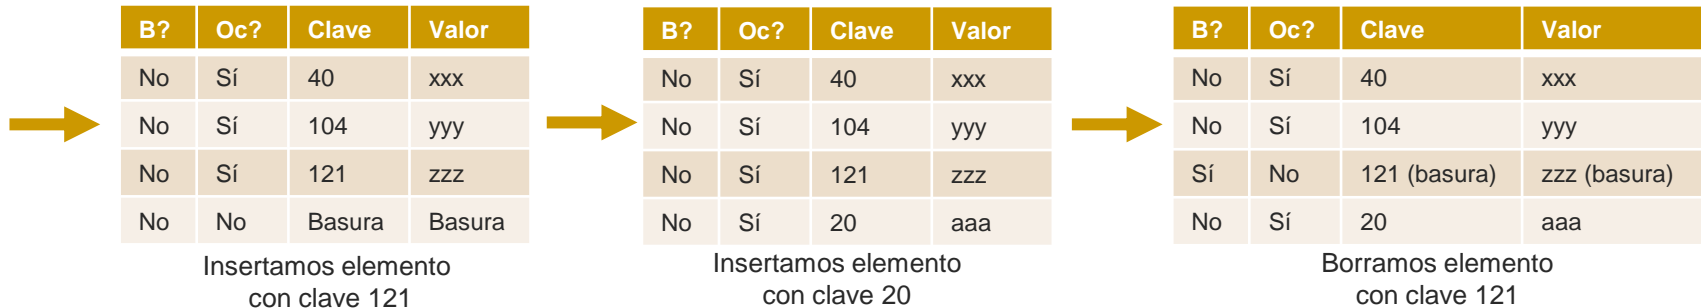 B? Oc? Clave Valor
No Sí 40 xxx
No Sí 104 yyy
No Sí 121 zzz
No No Basura Basura
Insertamos elemento
con clave 121
B? Oc? Clave Valor
No Sí 40 xxx
No Sí 104 yyy
No Sí 121 zzz
No Sí 20 aaa
Insertamos elemento
con clave 20
B? Oc? Clave Valor
No Sí 40 xxx
No Sí 104 yyy
Sí No 121 (basura) zzz (basura)
No Sí 20 aaa
Borramos elemento
con clave 121